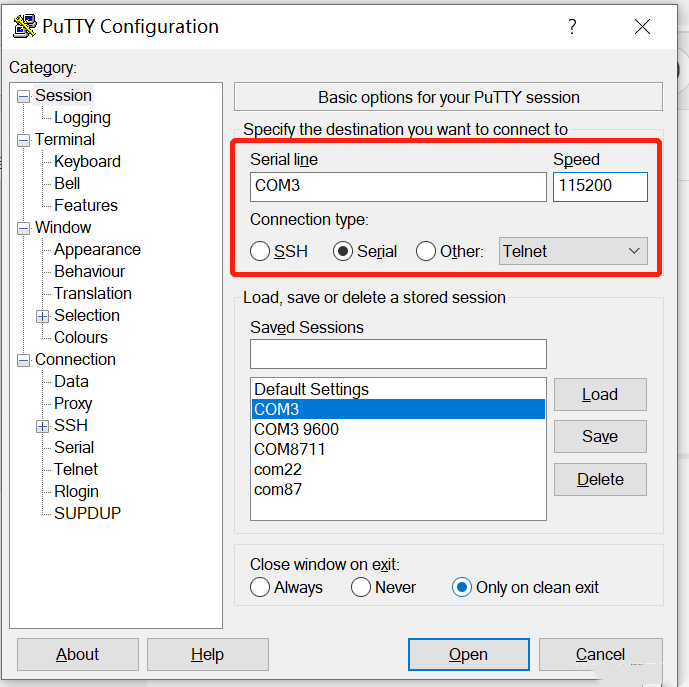 PuTTY Configuration
?
Category:
Session
Logging
Terminal
Keyboard
Bell
Features
Window
Appearance
Behaviour
Translation
Selection
Colours
Connection
Data
Proxy
SSH
Serial
Telnet
Rlogin
SUPDUP
Basic options for your PuTTY session
Specify the destination you want to connect to
Serial line Speed
COM3 115200
Connection type:
SSH Serial Other: Telnet
Load, save or delete a stored session
Saved Sessions
Default Settings
COM3
COM3 9600
COM8711
com22
com87
Load
Save
Delete
Close window on exit:
Always Never Only on clean exit
About Help Open Cancel